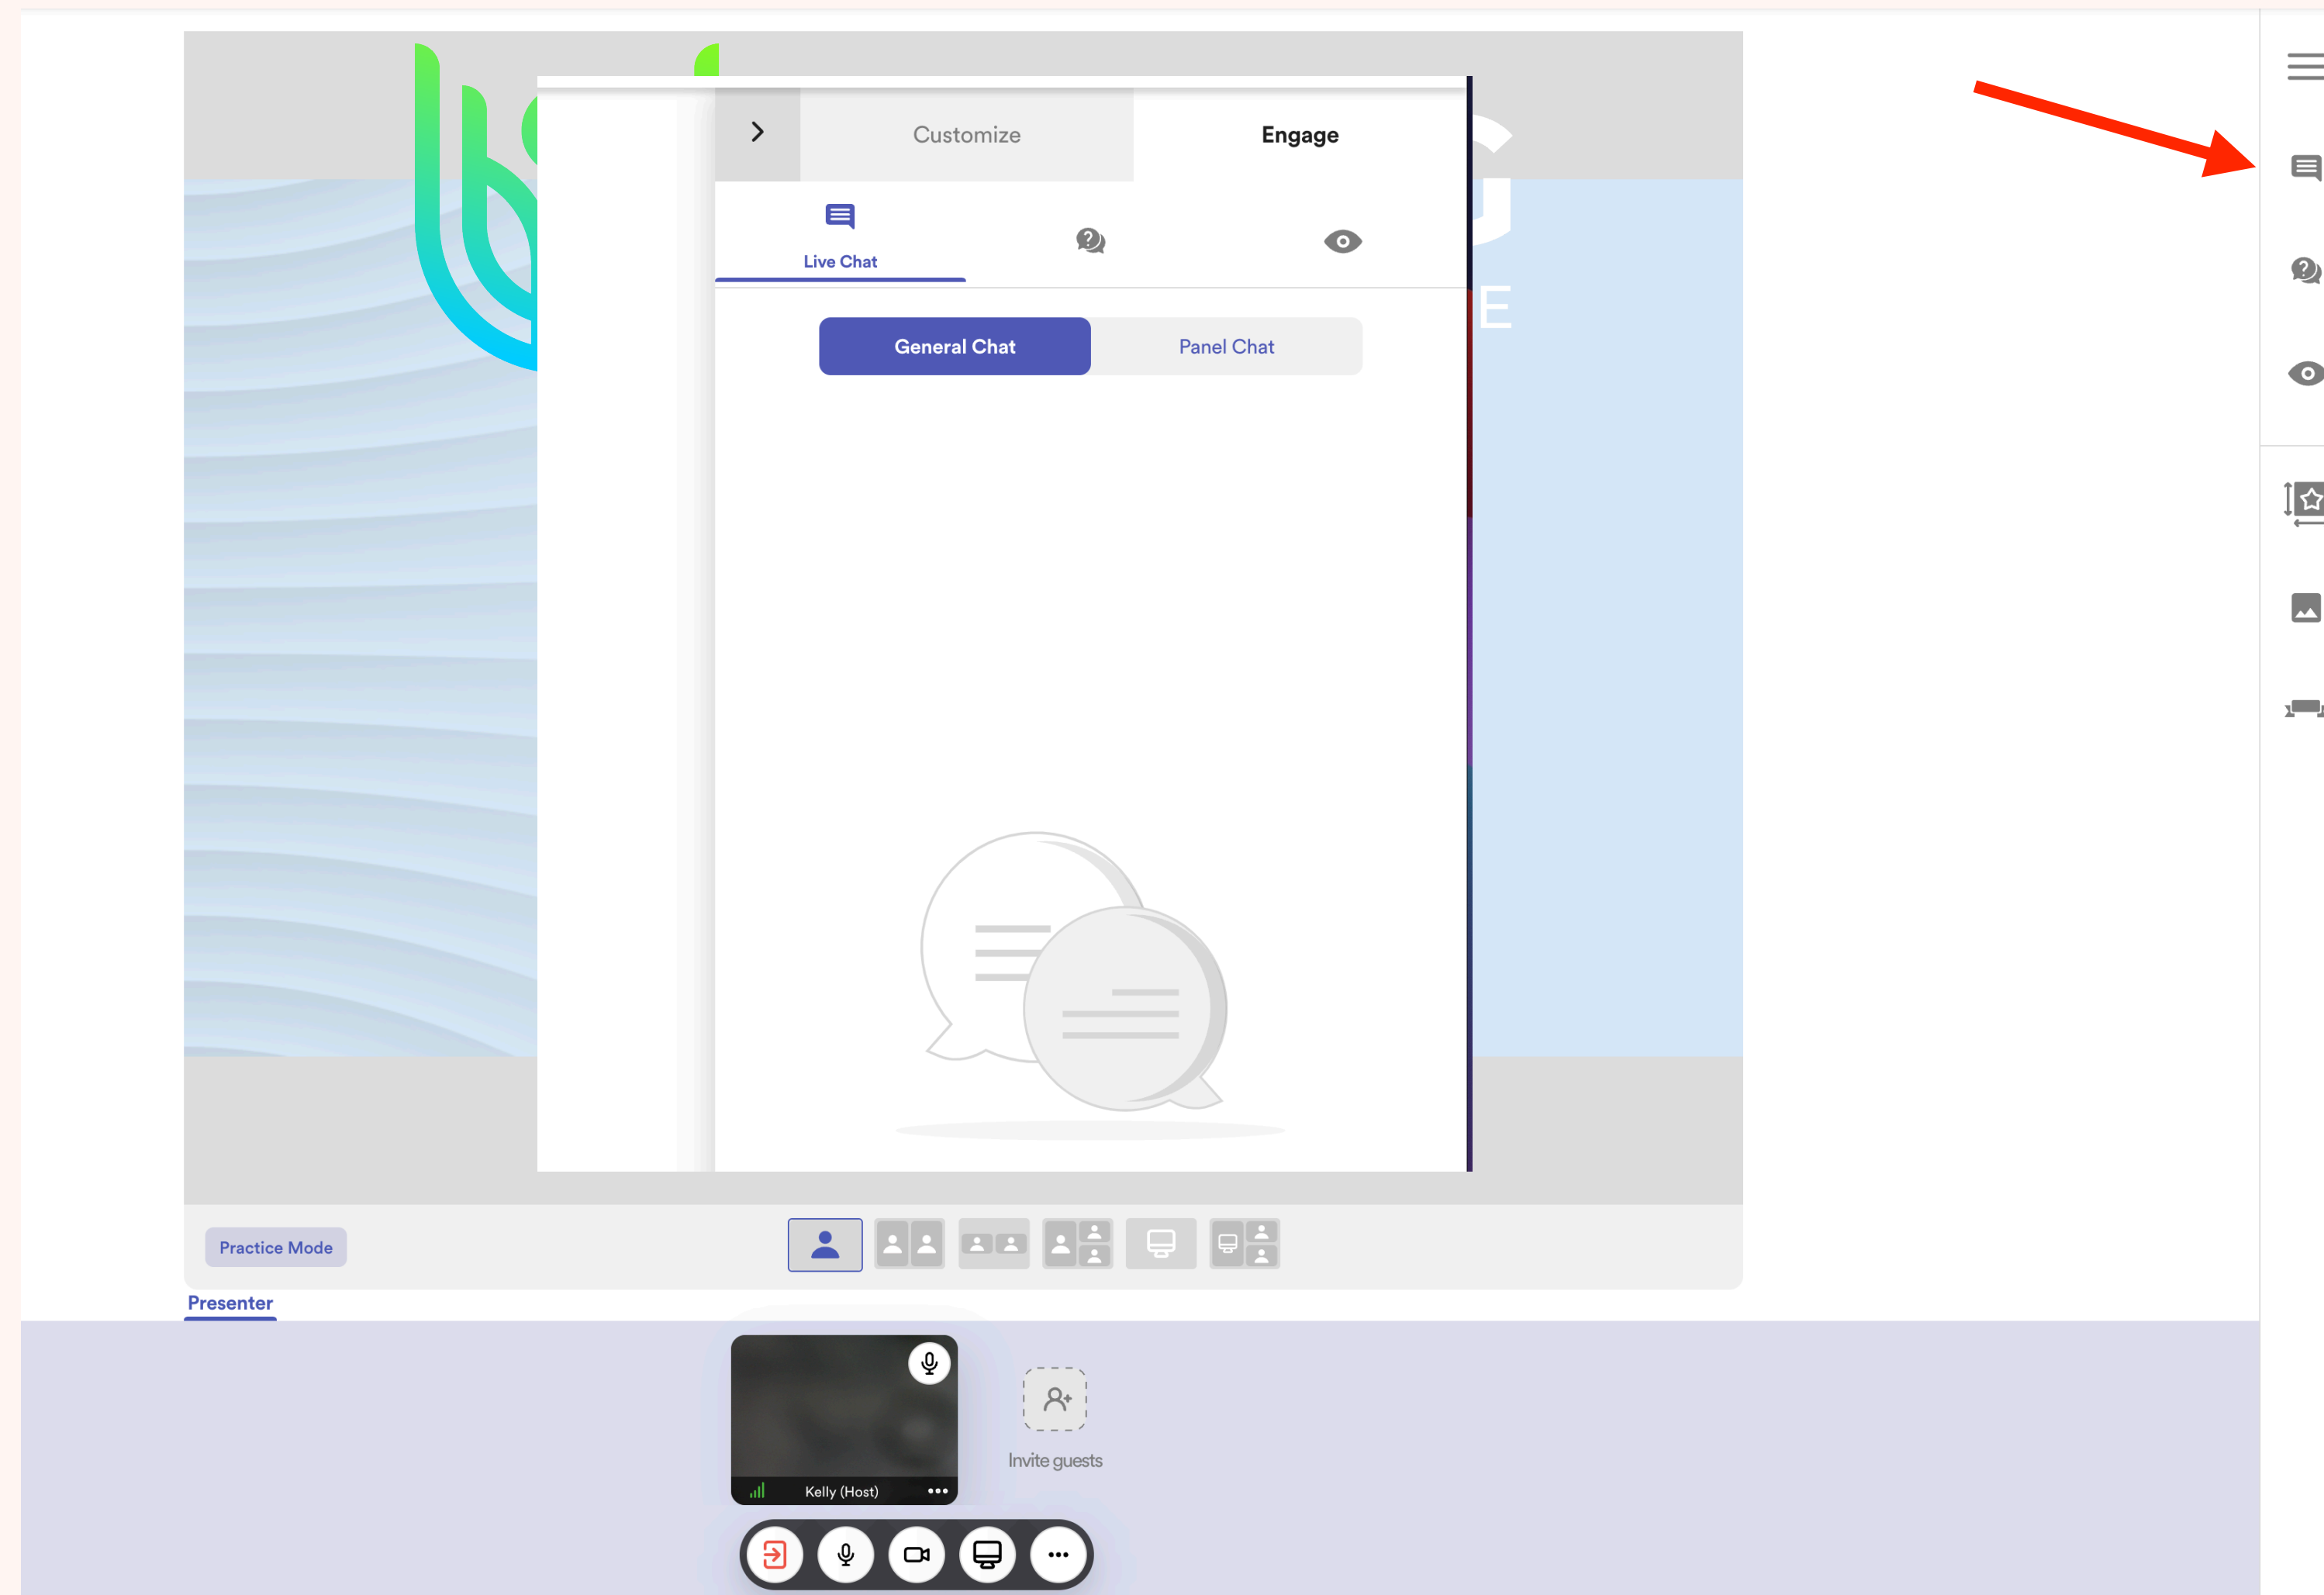 Customize
Engage
Live Chat
General Chat
Panel Chat
E
Practice Mode
Presenter
Invite guests
Kelly (Host)